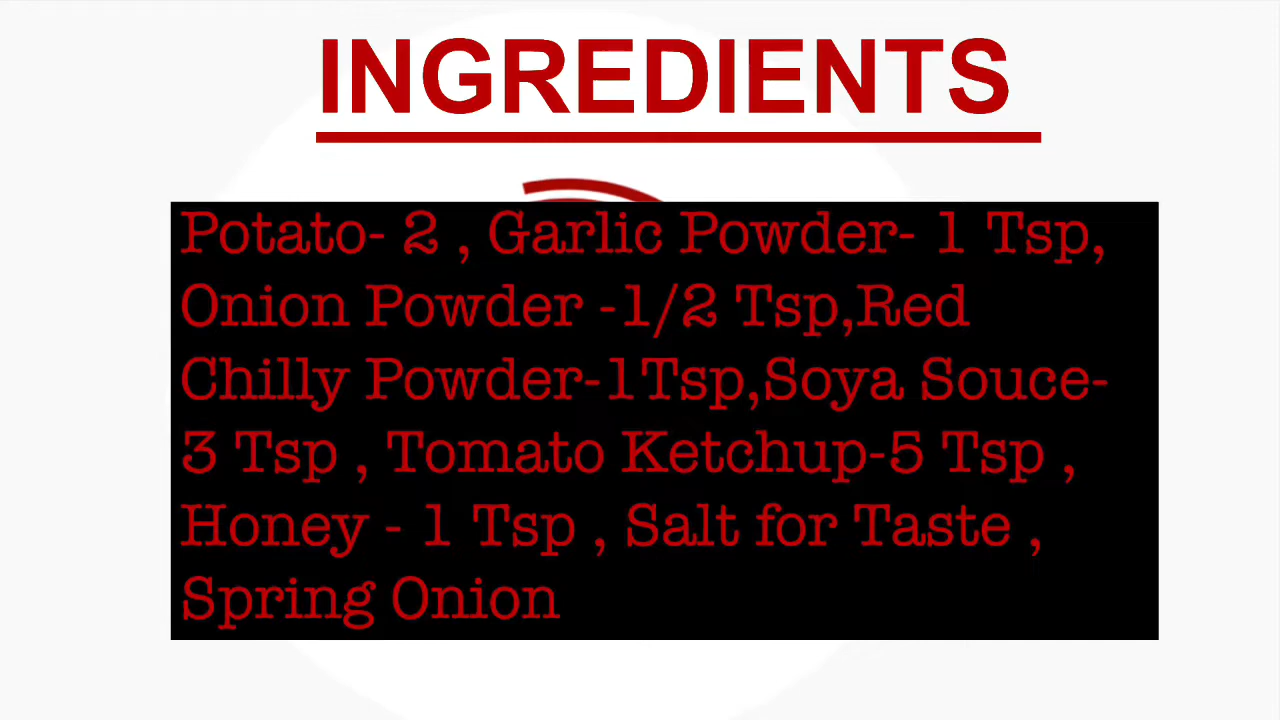 INGREDIENTS
Potato- 2 , Garlic Powder- 1 Tsp,
Onion Powder -1/2 Tsp,Red
Chilly Powder-1Tsp,Soya Souce-
3 Tsp , Tomato Ketchup-5 Tsp ,
Honey - 1 Tsp , Salt for Taste ,
Spring Onion